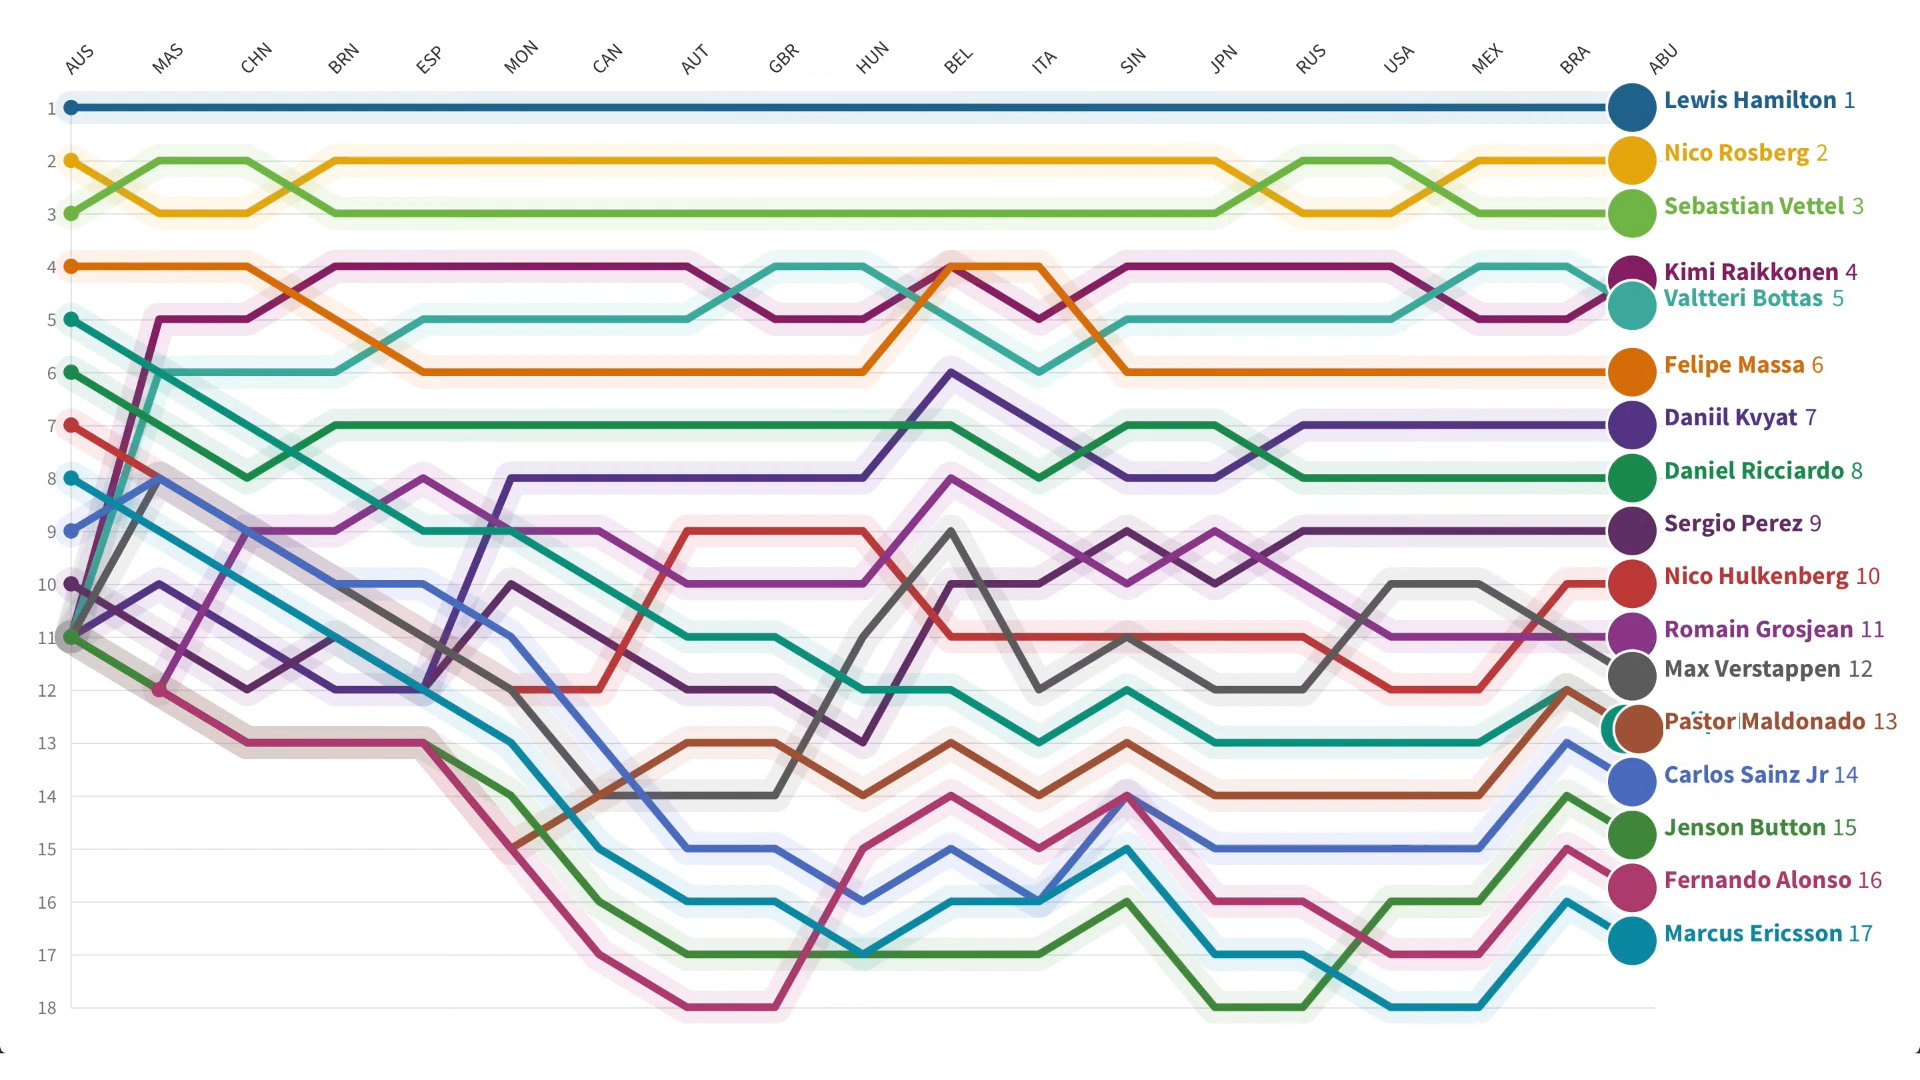 AUS MAS CHN BRN ESP MON CAN AUT GBR HUN BEL ITA SIN JPN RUS USA MEX BRA ABU
1 Lewis Hamilton 1
2 Nico Rosberg 2
3 Sebastian Vettel 3
4 Kimi Raikkonen 4
Valtteri Bottas 5
5
6 Felipe Massa 6
7 Daniil Kvyat 7
8 Daniel Ricciardo 8
9 Sergio Perez 9
10 Nico Hulkenberg 10
11 Romain Grosjean 11
Max Verstappen 12
12
13 Pastor Maldonado 13
14 Carlos Sainz Jr 14
15 Jenson Button 15
16 Fernando Alonso 16
17 Marcus Ericsson 17
18